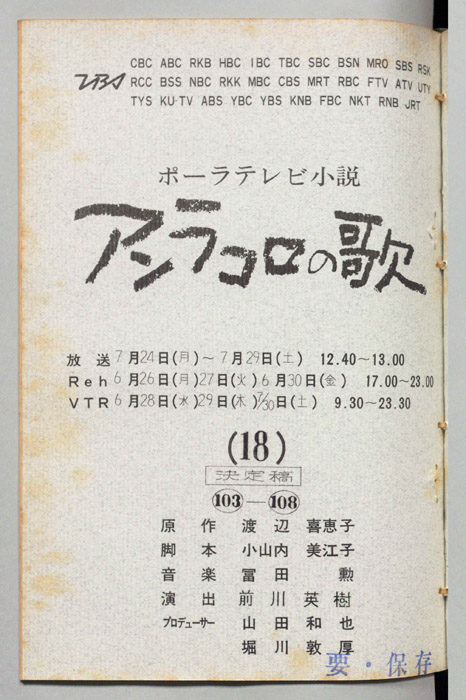 CBC ABC RKB HBC IBC TBC SBC BSN MRO SBS RSK
TBS RCC BSS NBC RKK MBC CBS MRT RBC FTV ATV UTY
TYS KUTV ABS YBC YBS KNB FBC NKT RNB JRT
ポーラテレビ小説
アンラコロの歌
放送 7月24日(月)~7月29日(土) 12.40~13.00
Reh 6月26日(月)27日(火)6月30日(金) 17.00~23.00
VTR 6月28日(水)29日(木)7/30日(土) 9.30~23.30
(18)
決定稿
103―108
原作 渡辺 喜恵子
脚本 小山内 美江子
音楽 冨田 勲
演出 前川 英樹
プロデューサー 山田 和也
堀川 敦厚
要・保存